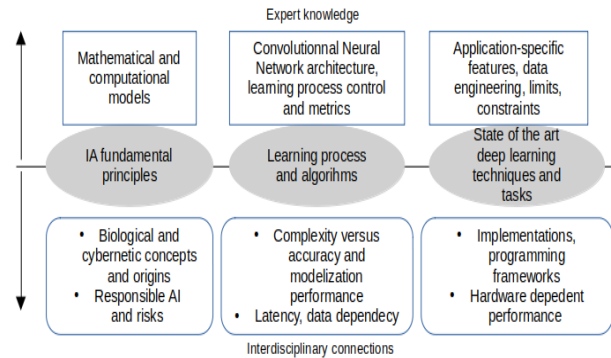 Expert knowledge
Mathematical and
computational
models
Convolutionnal Neural
Network architecture,
learning process control
and metrics
Application-specific
features, data
engineering, limits,
constraints
IA fundamental
principles
Learning process
and algorihms
State of the art
deep learning
techniques and
tasks
• Biological and
cybernetic concepts
and origins
• Responsible AI
and risks
• Complexity versus
accuracy and
modelization
performance
• Latency, data dependecy
• Implementations,
programming
frameworks
• Hardware depedent
performance
Interdisciplinary connections